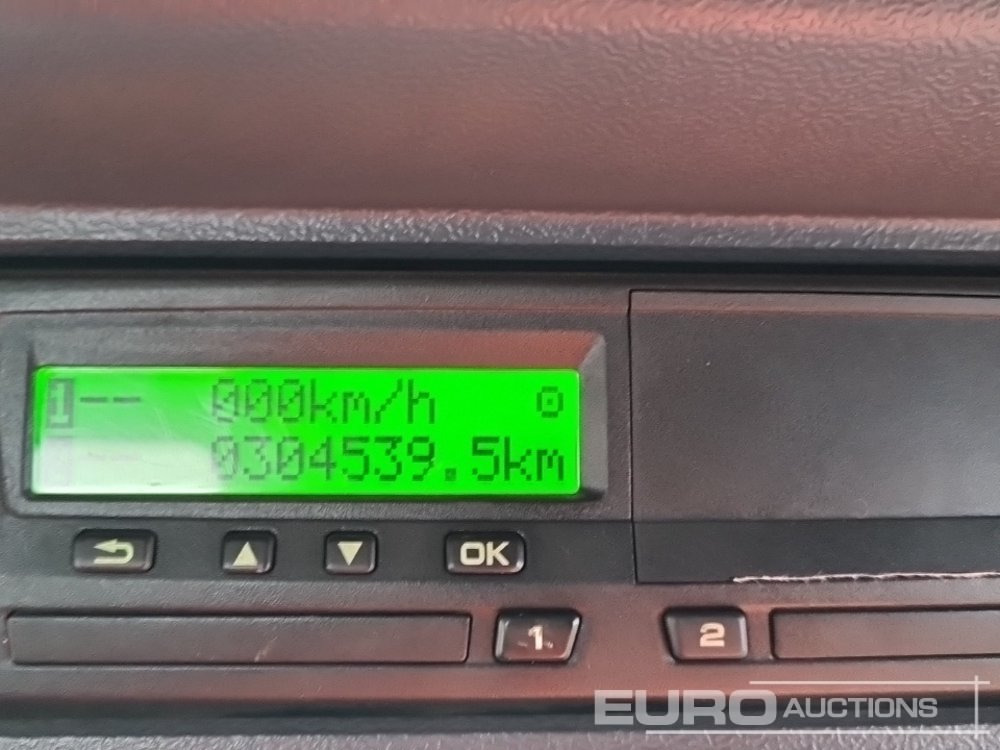 1-- 000km/h
-- 0304539.5km
OK
1 2
EURO AUCTIONS